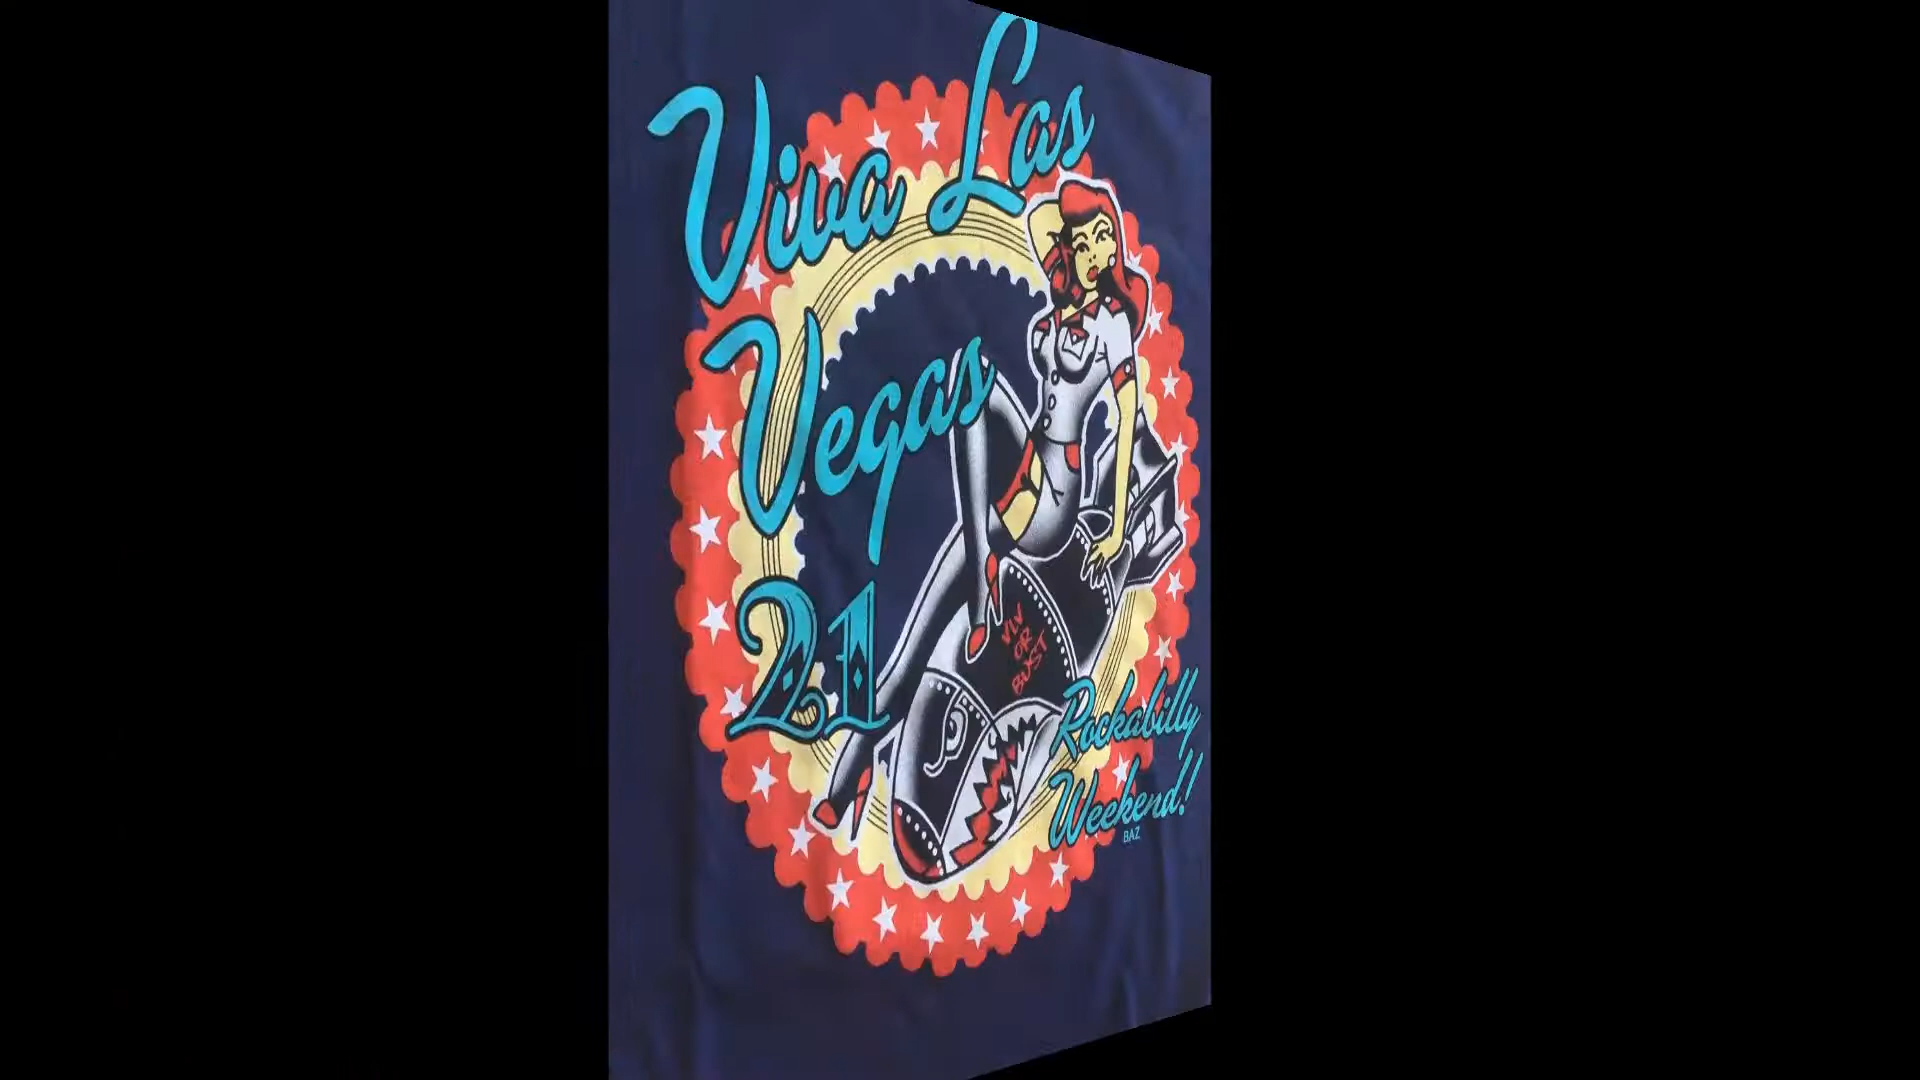 Viva Las
Vegas
21
VLV
OR
BUST
Rockabilly
Weekend!
BAZ